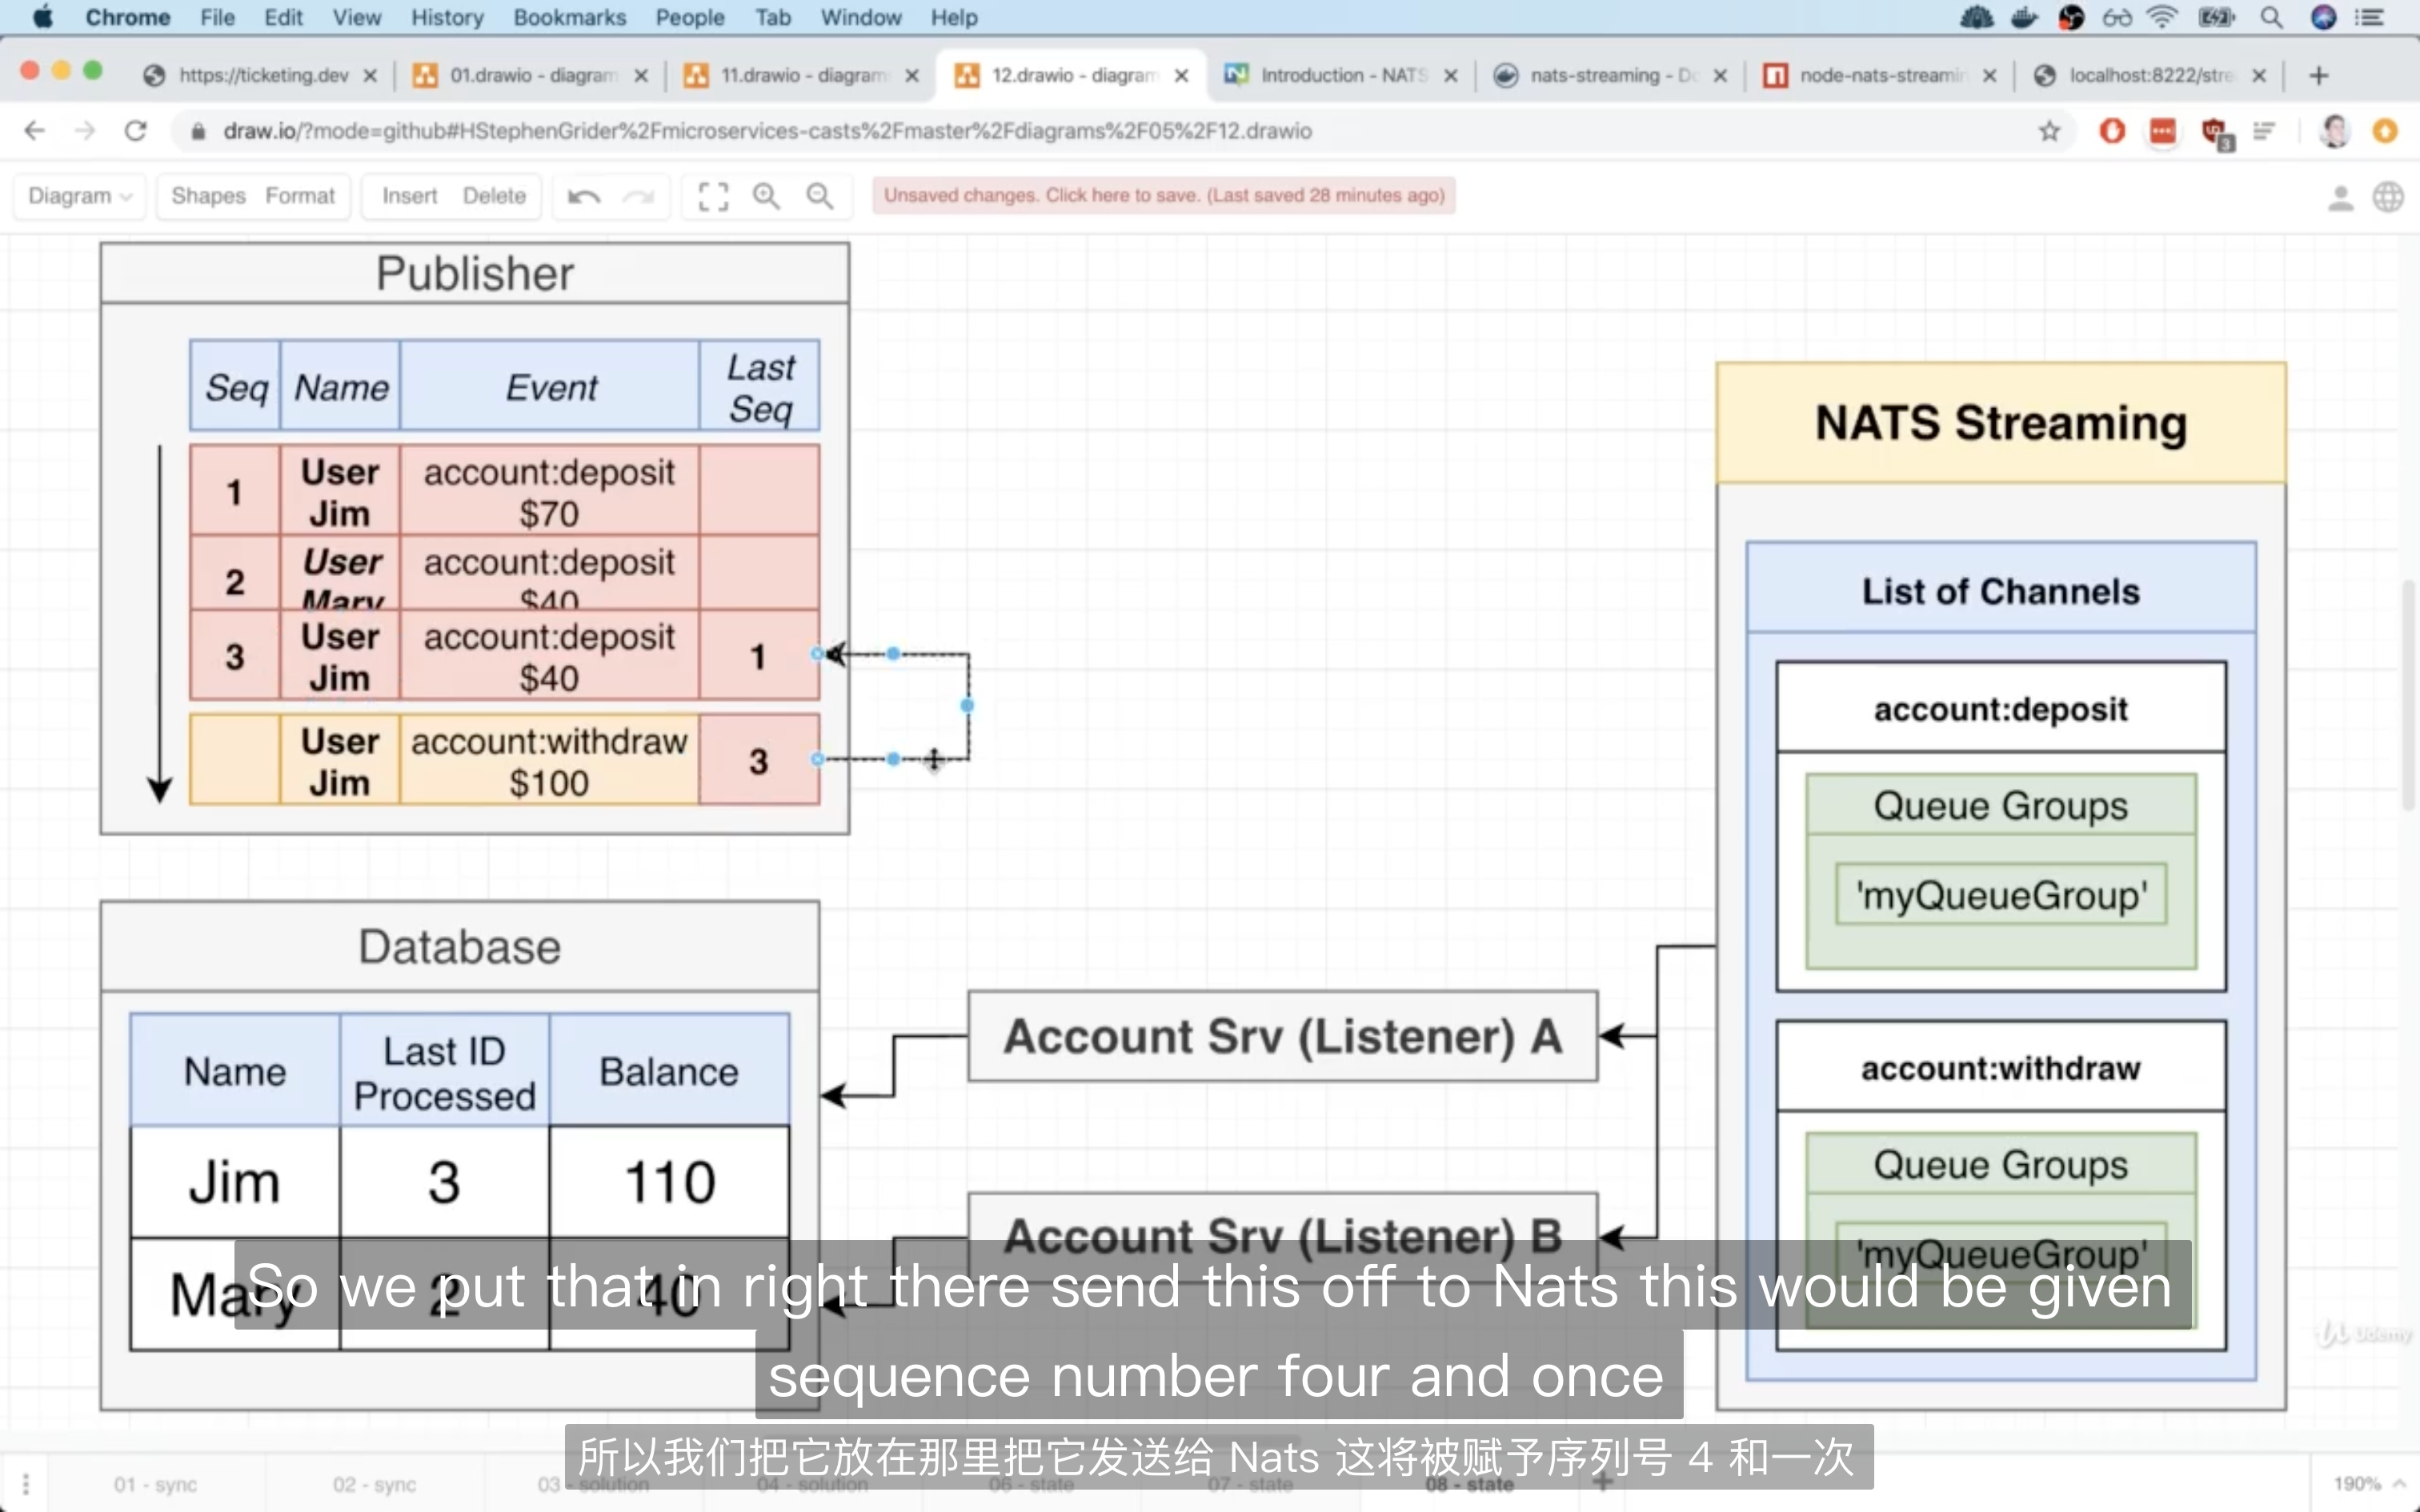 Chrome File Edit View History Bookmarks People Tab Window Help
https://ticketing.dev 01.drawio - diagram 11.drawio - diagram 12.drawio - diagram Introduction - NATS nats-streaming - Do node-nats-streamin localhost:8222/stre
draw.io/?mode=github#HStephenGrider%2Fmicroservices-casts%2Fmaster%2Fdiagrams%2F05%2F12.drawio
3
Diagram Shapes Format Insert Delete Unsaved changes. Click here to save. (Last saved 28 minutes ago)
Publisher
Seq Name Event Last
Seq
1 User
Jim account:deposit
$70
2 User
Mary account:deposit
$40
3 User
Jim account:deposit
$40 1
User
Jim account:withdraw
$100 3
NATS Streaming
List of Channels
account:deposit
Queue Groups
'myQueueGroup'
account:withdraw
Queue Groups
'myQueueGroup'
Database
Name Last ID
Processed Balance
Jim 3 110
Mary 2 40
Account Srv (Listener) A
Account Srv (Listener) B
So we put that in right there send this off to Nats this would be given
sequence number four and once
所以我们把它放在那里把它发送给 Nats 这将被赋予序列号 4 和一次
Udemy
01 - sync 02 - sync 03 - solution 04 - solution 06 - state 07 - state 08 - state 190%